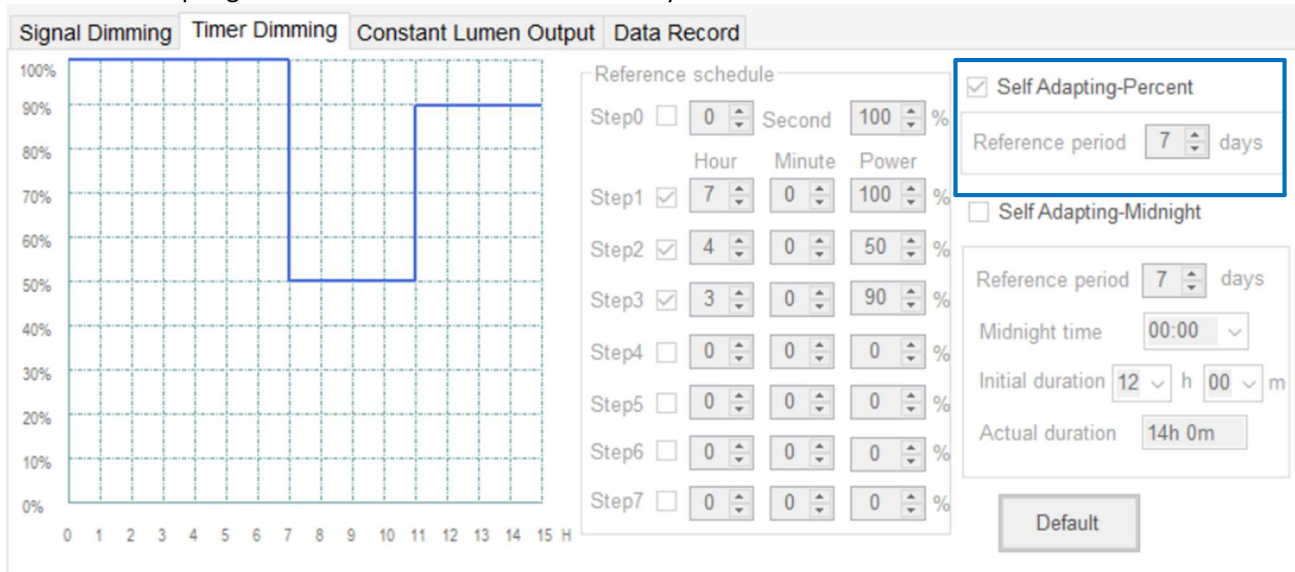 Signal Dimming Timer Dimming Constant Lumen Output Data Record
100%
90%
80%
70%
60%
50%
40%
30%
20%
10%
0%
0 1 2 3 4 5 6 7 8 9 10 11 12 13 14 15 H
Reference schedule
Step0 0 Second 100 %
Hour Minute Power
Step1 7 0 100 %
Step2 4 0 50 %
Step3 3 0 90 %
Step4 0 0 0 %
Step5 0 0 0 %
Step6 0 0 0 %
Step7 0 0 0 %
Self Adapting-Percent
Reference period 7 days
Self Adapting-Midnight
Reference period 7 days
Midnight time 00:00
Initial duration 12 h 00 m
Actual duration 14h 0m
Default